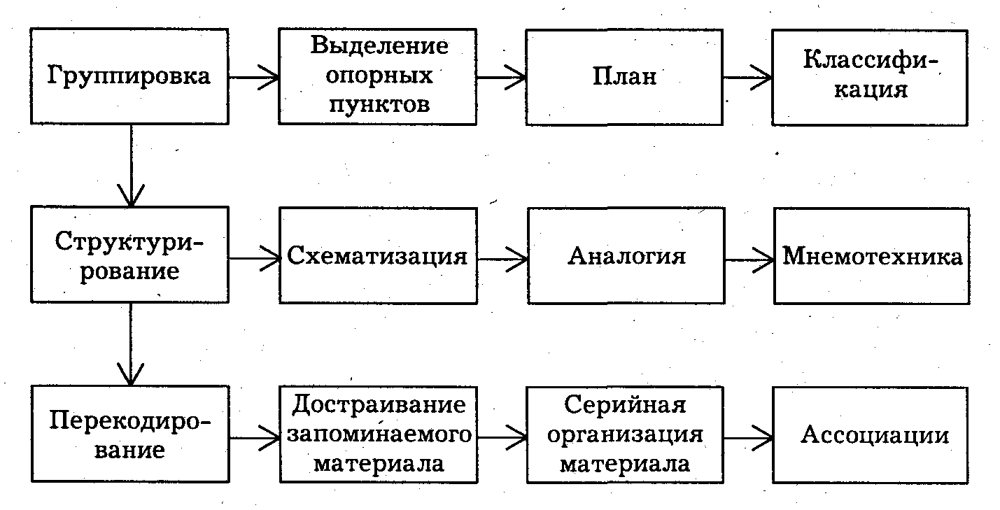 Группировка
Выделение
опорных
пунктов
План
Классифи-
кация
Структури-
рование
Схематизация
Аналогия
Мнемотехника
Перекодиро-
вание
Достраивание
запоминаемого
материала
Серийная
организация
материала
Ассоциации